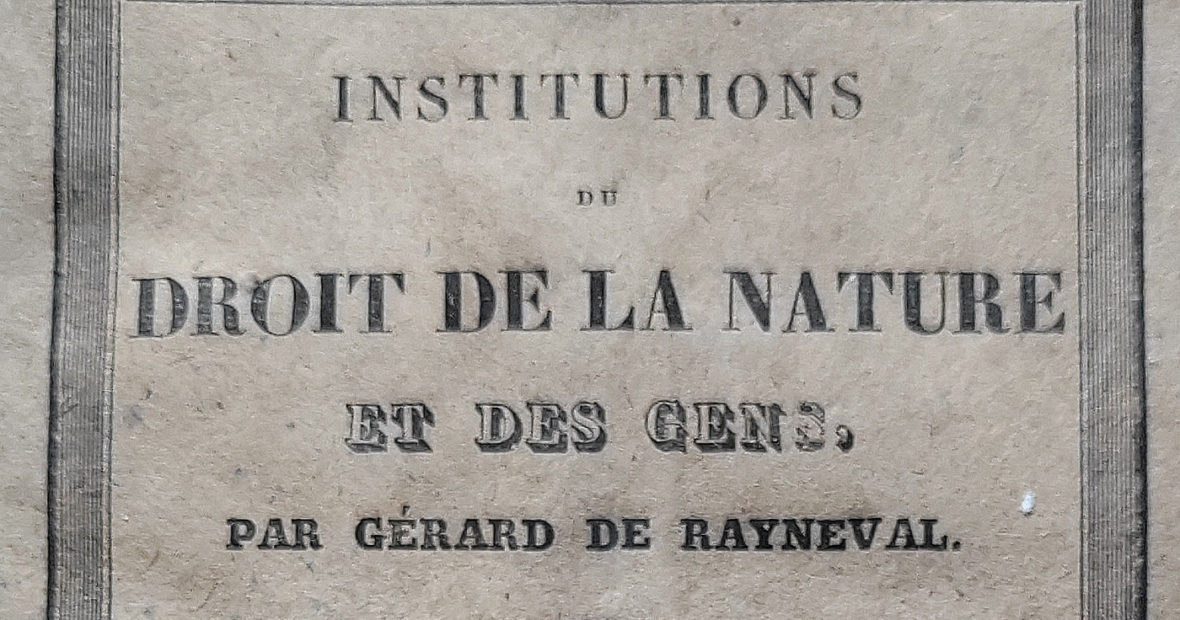 INSTITUTIONS
DU
DROIT DE LA NATURE
ET DES GENS,
PAR GÉRARD DE RAYNEVAL.